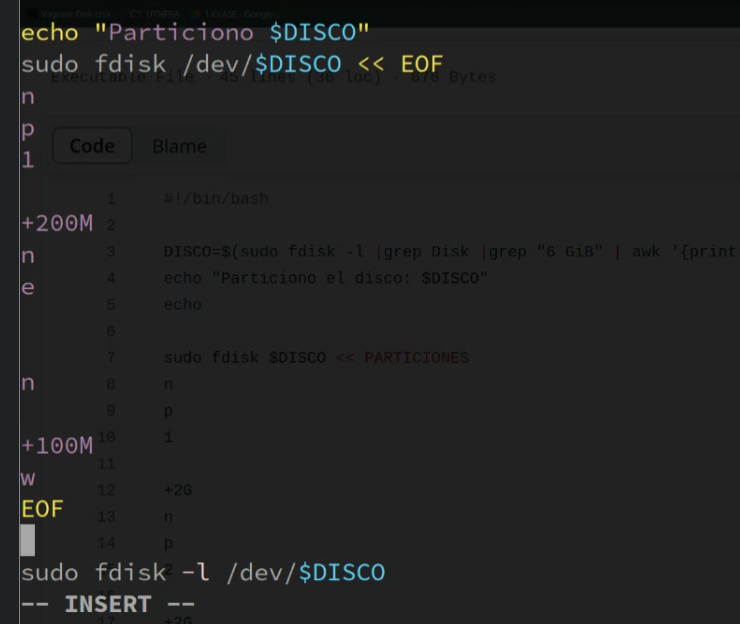 echo "Particiono $DISCO"
sudo fdisk /dev/$DISCO << EOF
n
p
1
+200M
n
e
n
+100M
w
EOF
sudo fdisk -l /dev/$DISCO
-- INSERT --
Executable File · 45 lines (36 loc) · 676 Bytes
Code Blame
1 #!/bin/bash
2
3 DISCO=$(sudo fdisk -l |grep Disk |grep "6 GiB" | awk '{print
4 echo "Particiono el disco: $DISCO"
5 echo
6
7 sudo fdisk $DISCO << PARTICIONES
8 n
9 p
10 1
11
12 +2G
13 n
14 p
2
17 +2G